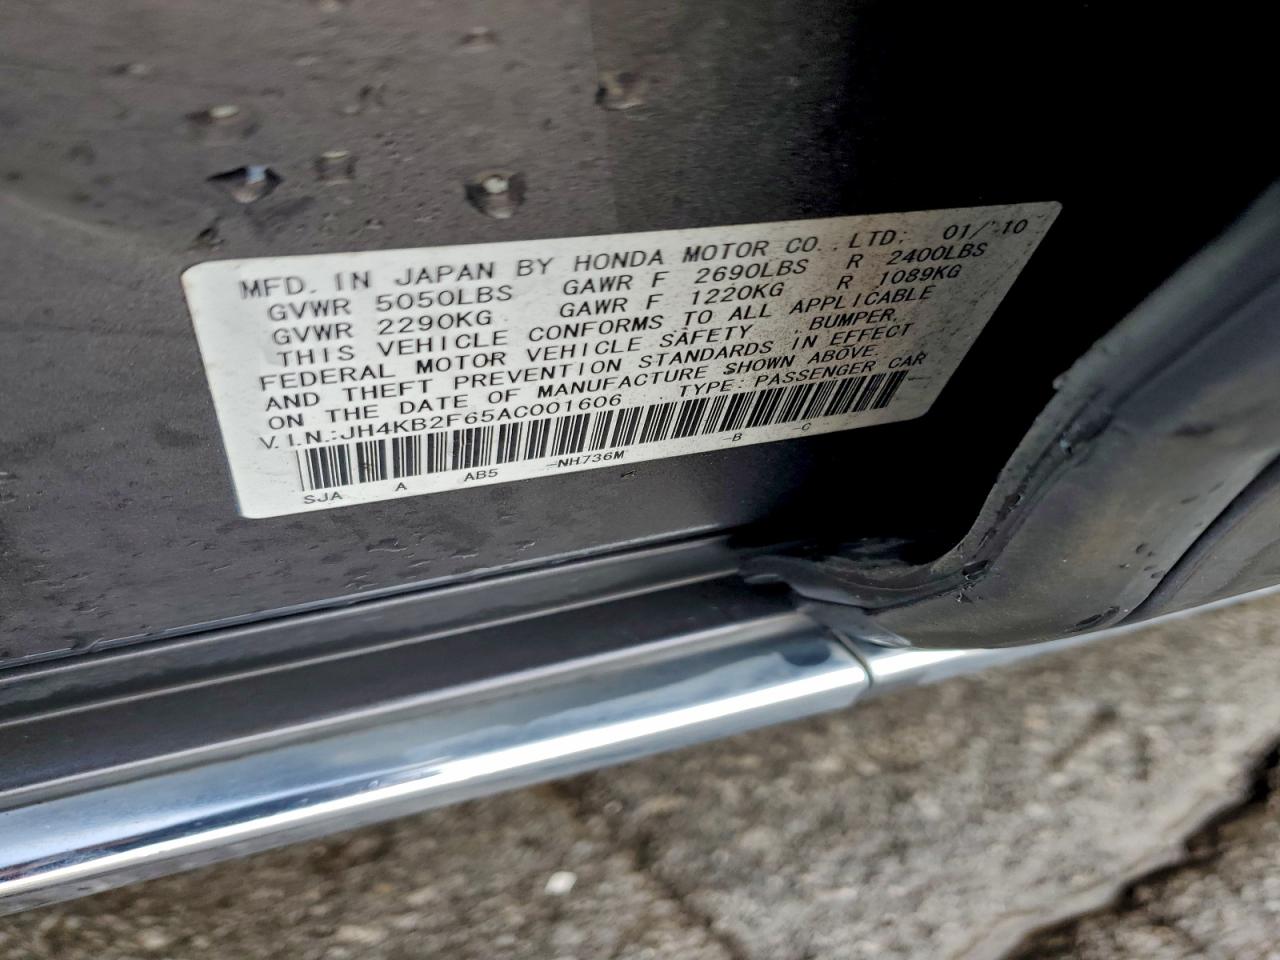 MFD. IN JAPAN BY HONDA MOTOR CO., LTD. 01/'10
GVWR 5050LBS GAWR F 2690LBS R 2400LBS
GVWR 2290KG GAWR F 1220KG R 1089KG
THIS VEHICLE CONFORMS TO ALL APPLICABLE
FEDERAL MOTOR VEHICLE SAFETY, BUMPER,
AND THEFT PREVENTION STANDARDS IN EFFECT
ON THE DATE OF MANUFACTURE SHOWN ABOVE.
V.I.N.:JH4KB2F65AC001606 TYPE:PASSENGER CAR
SJA A AB5 -NH736M -B -C